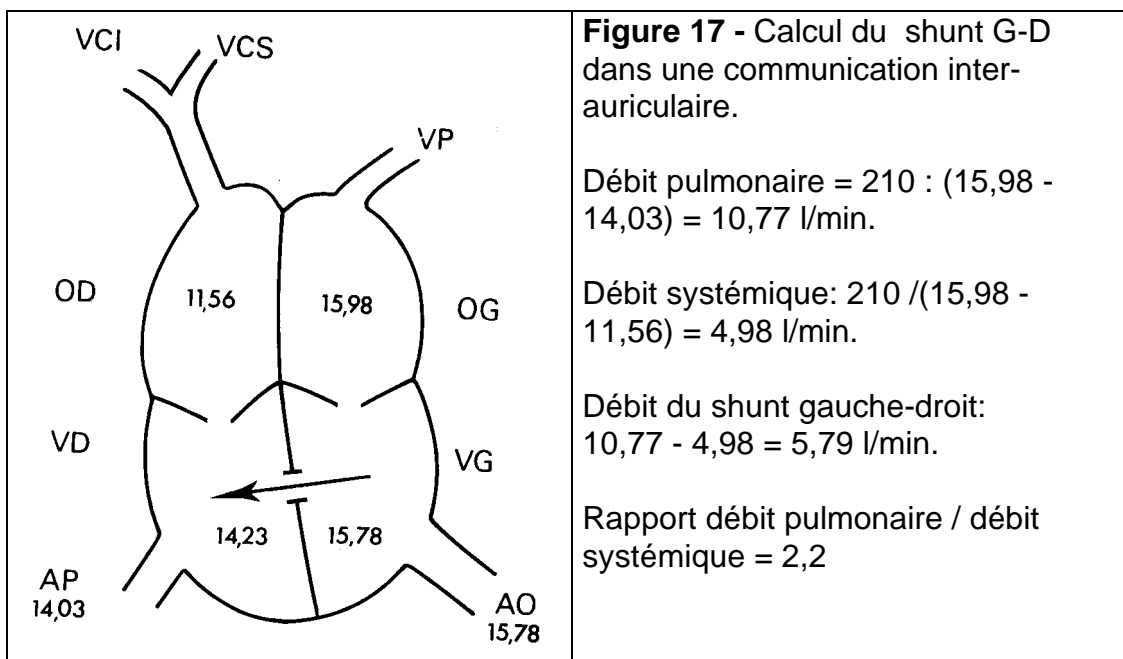 VCI
VCS
VP
OD
11,56
15,98
OG
VD
VG
14,23
15,78
AP
14,03
AO
15,78
Figure 17 - Calcul du shunt G-D
dans une communication inter-
auriculaire.
Débit pulmonaire = 210 : (15,98 -
14,03) = 10,77 l/min.
Débit systémique: 210 /(15,98 -
11,56) = 4,98 l/min.
Débit du shunt gauche-droit:
10,77 - 4,98 = 5,79 l/min.
Rapport débit pulmonaire / débit
systémique = 2,2